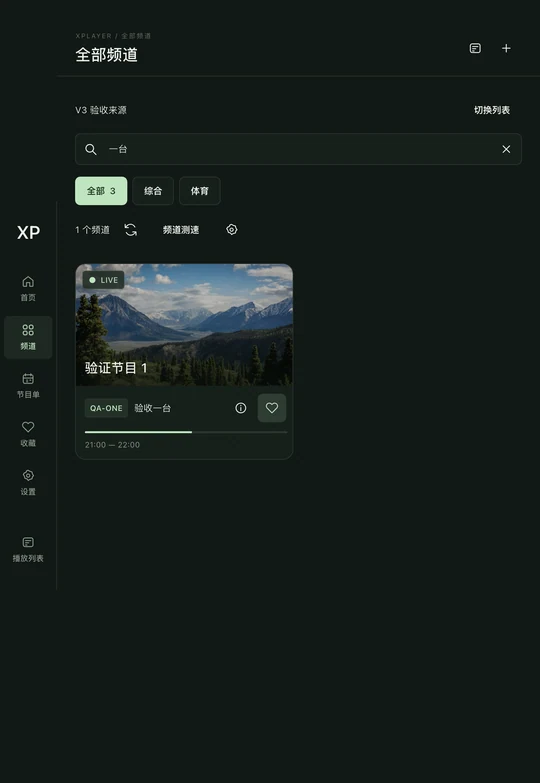 XPLAYER / 全部频道
全部频道
V3 验收来源
切换列表
一台
全部 3
综合
体育
1 个频道
频道测速
XP
首页
频道
节目单
收藏
设置
播放列表
LIVE
验证节目 1
QA-ONE
验收一台
21:00 — 22:00